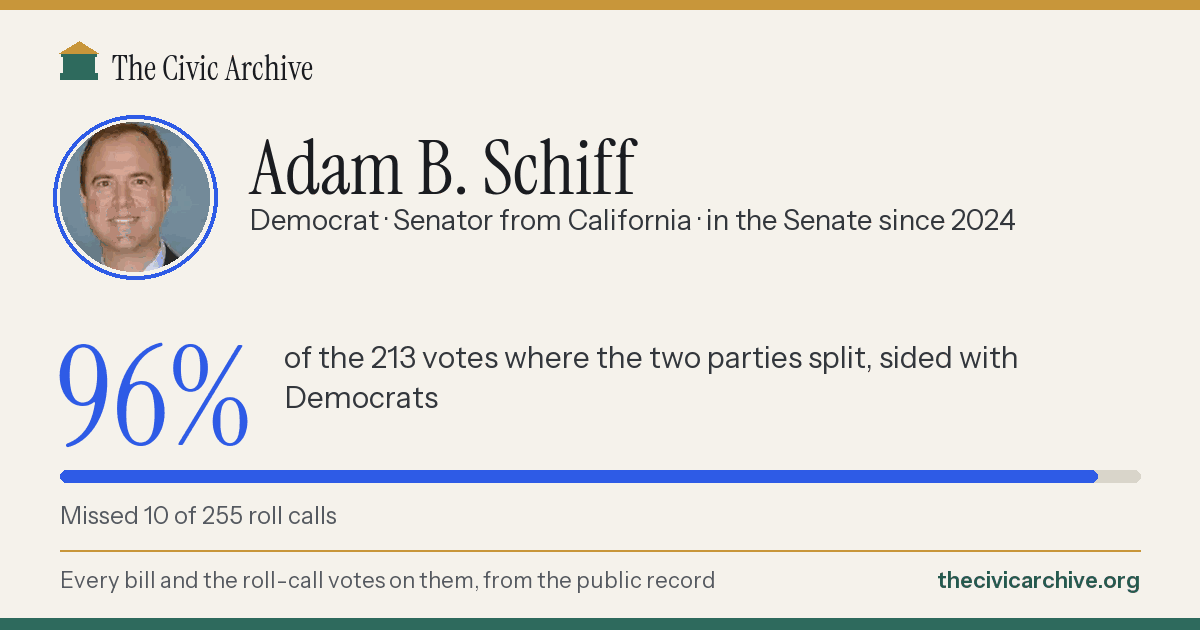 The Civic Archive
Adam B. Schiff
Democrat · Senator from California · in the Senate since 2024
96%
of the 213 votes where the two parties split, sided with
Democrats
Missed 10 of 255 roll calls
Every bill and the roll-call votes on them, from the public record
thecivicarchive.org